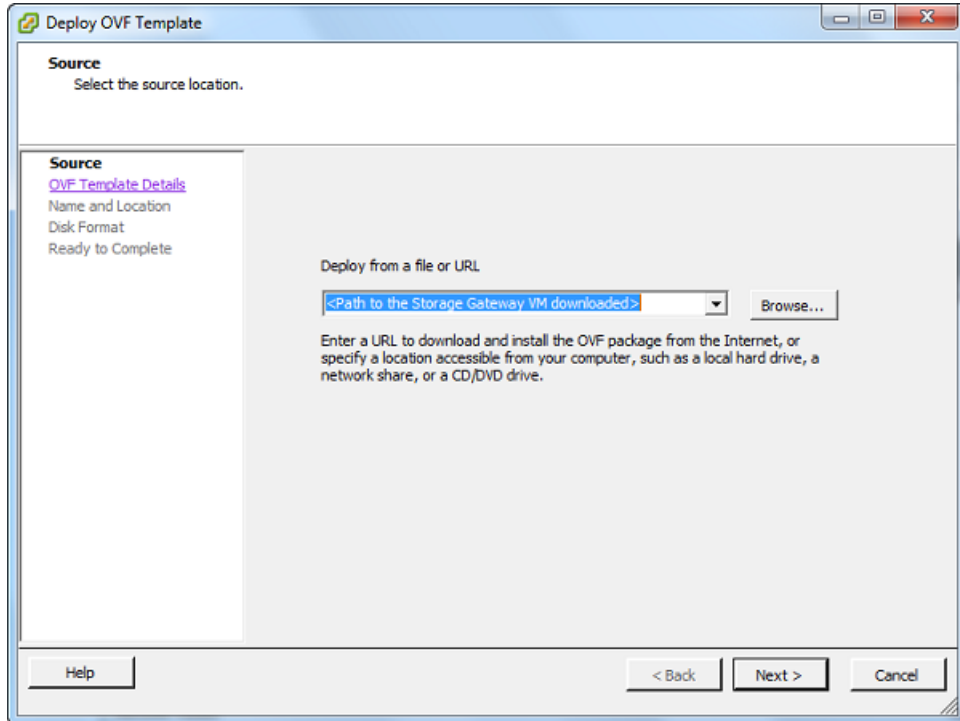 Deploy OVF Template
Source
Select the source location.
Source
OVF Template Details
Name and Location
Disk Format
Ready to Complete
Deploy from a file or URL
<Path to the Storage Gateway VM downloaded>
Browse...
Enter a URL to download and install the OVF package from the Internet, or
specify a location accessible from your computer, such as a local hard drive, a
network share, or a CD/DVD drive.
Help
< Back
Next >
Cancel